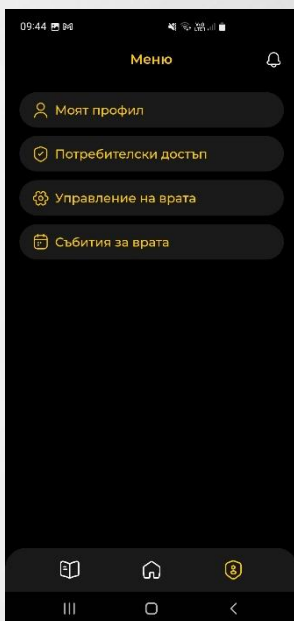 09:44
Меню
Моят профил
Потребителски достъп
Управление на врата
Събития за врата